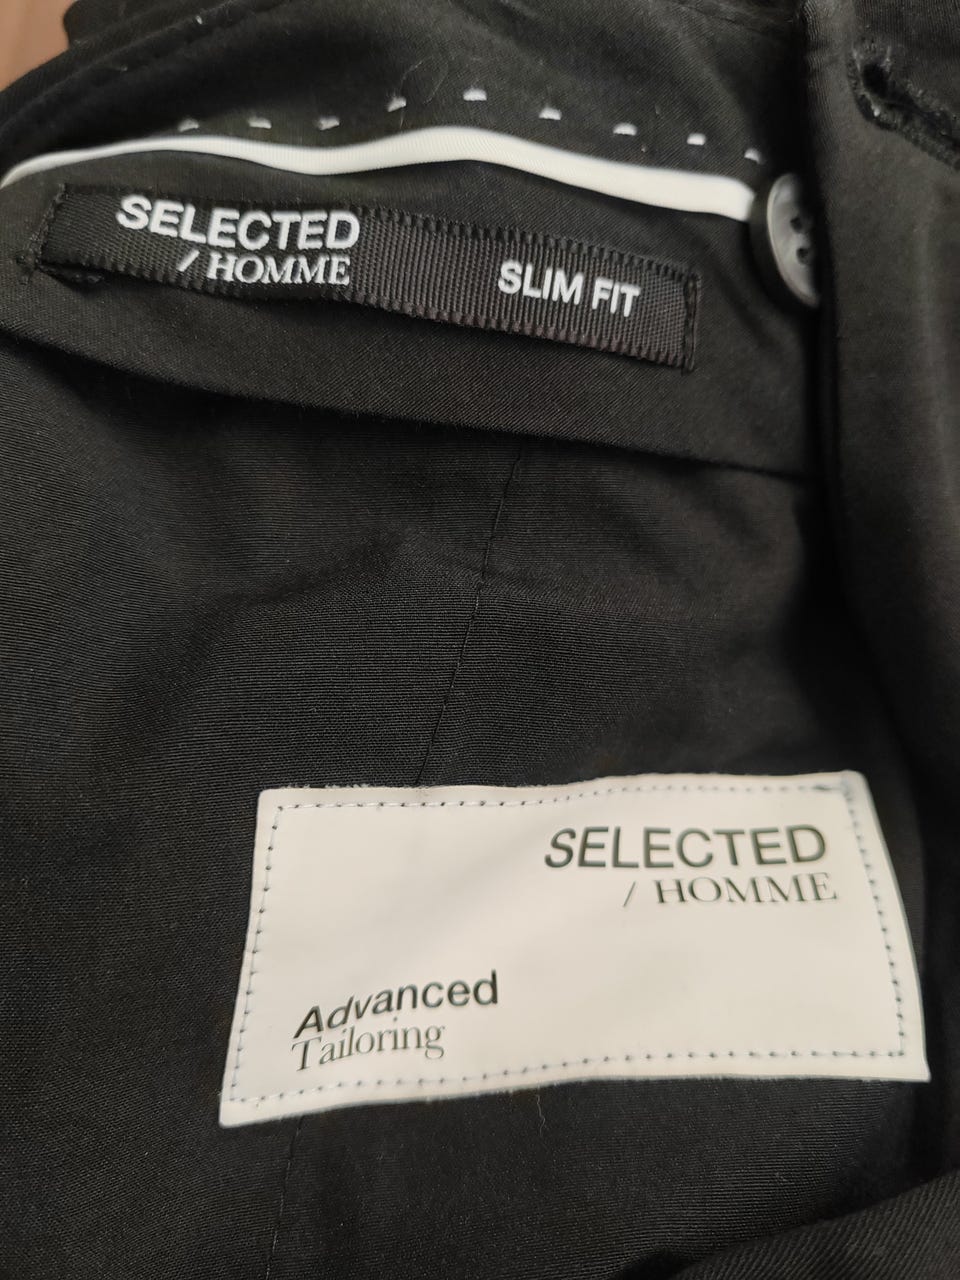 SELECTED
/ HOMME
SLIM FIT
SELECTED
/ HOMME
Advanced
Tailoring